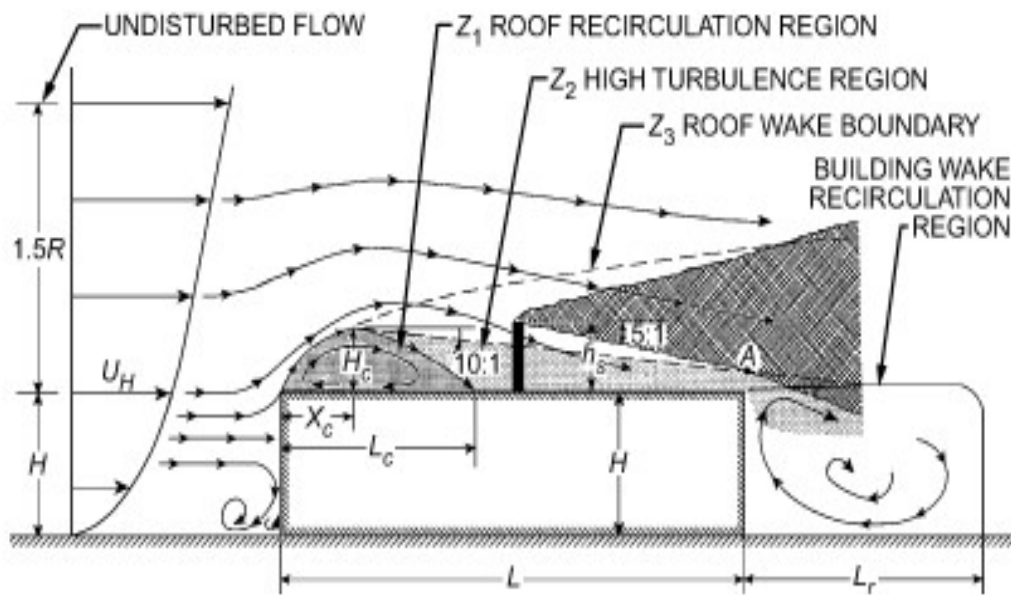 UNDISTURBED FLOW
Z1 ROOF RECIRCULATION REGION
Z2 HIGH TURBULENCE REGION
Z3 ROOF WAKE BOUNDARY
BUILDING WAKE
RECIRCULATION
REGION
1.5R
UH
Hc
10:1
hs
5:1
A
Xc
Lc
H
H
L
Lr